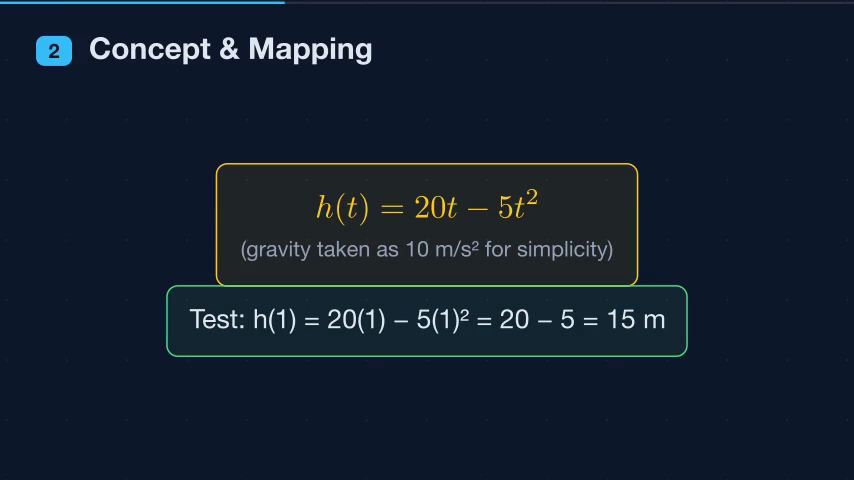 2 Concept & Mapping
h(t) = 20t − 5t²
(gravity taken as 10 m/s² for simplicity)
Test: h(1) = 20(1) − 5(1)² = 20 − 5 = 15 m